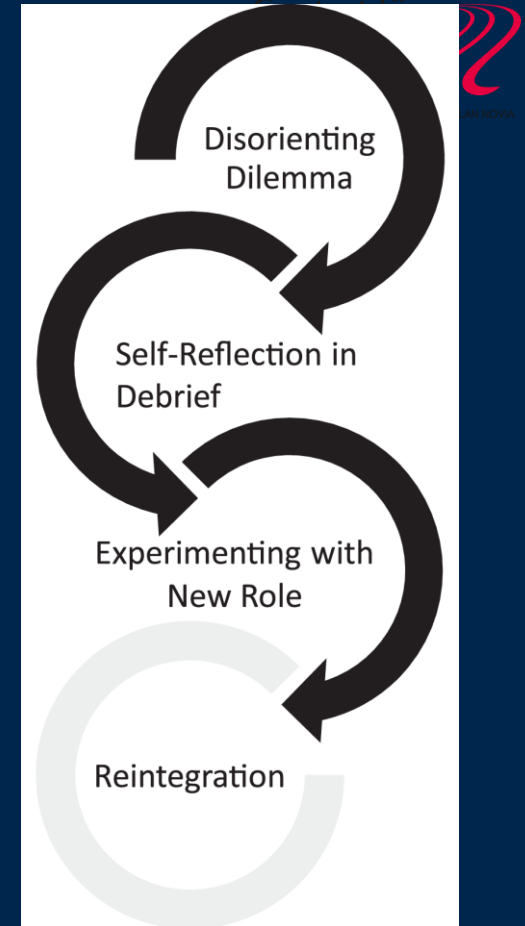 Disorienting
Dilemma
Self-Reflection in
Debrief
Experimenting with
New Role
Reintegration